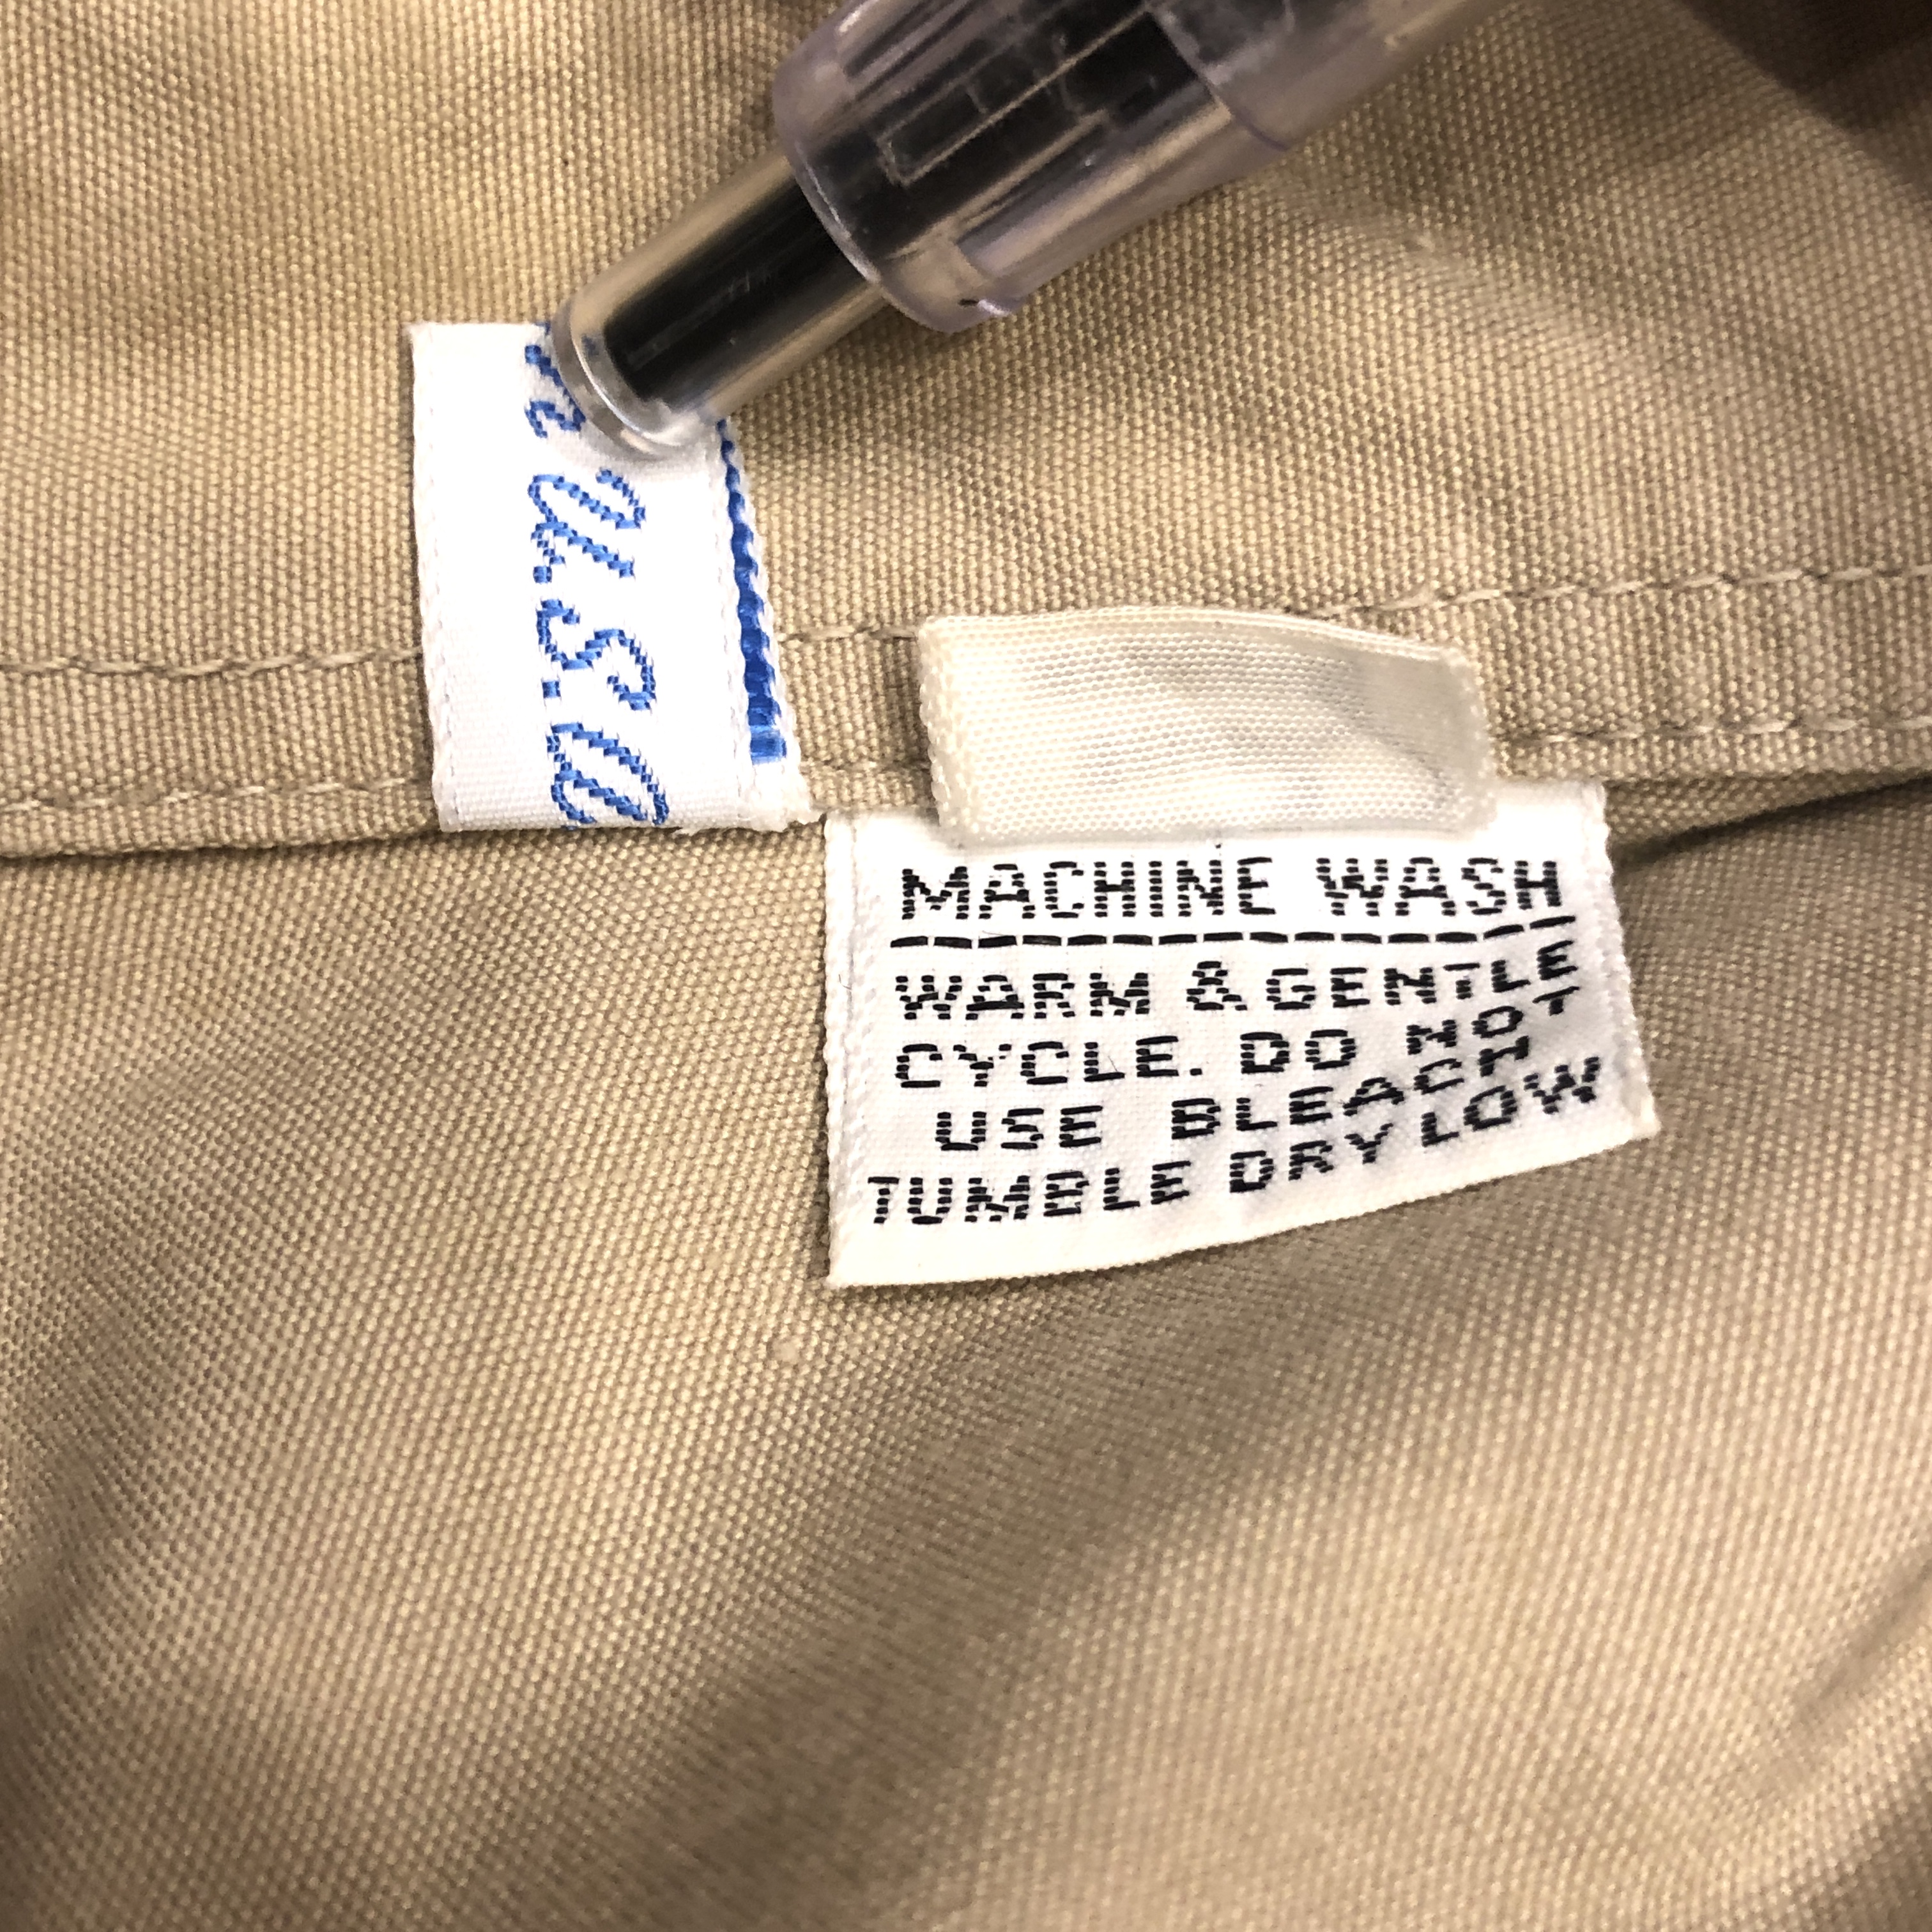 U.S.A
MACHINE WASH
WARM & GENTLE
CYCLE. DO NOT
USE BLEACH
TUMBLE DRY LOW